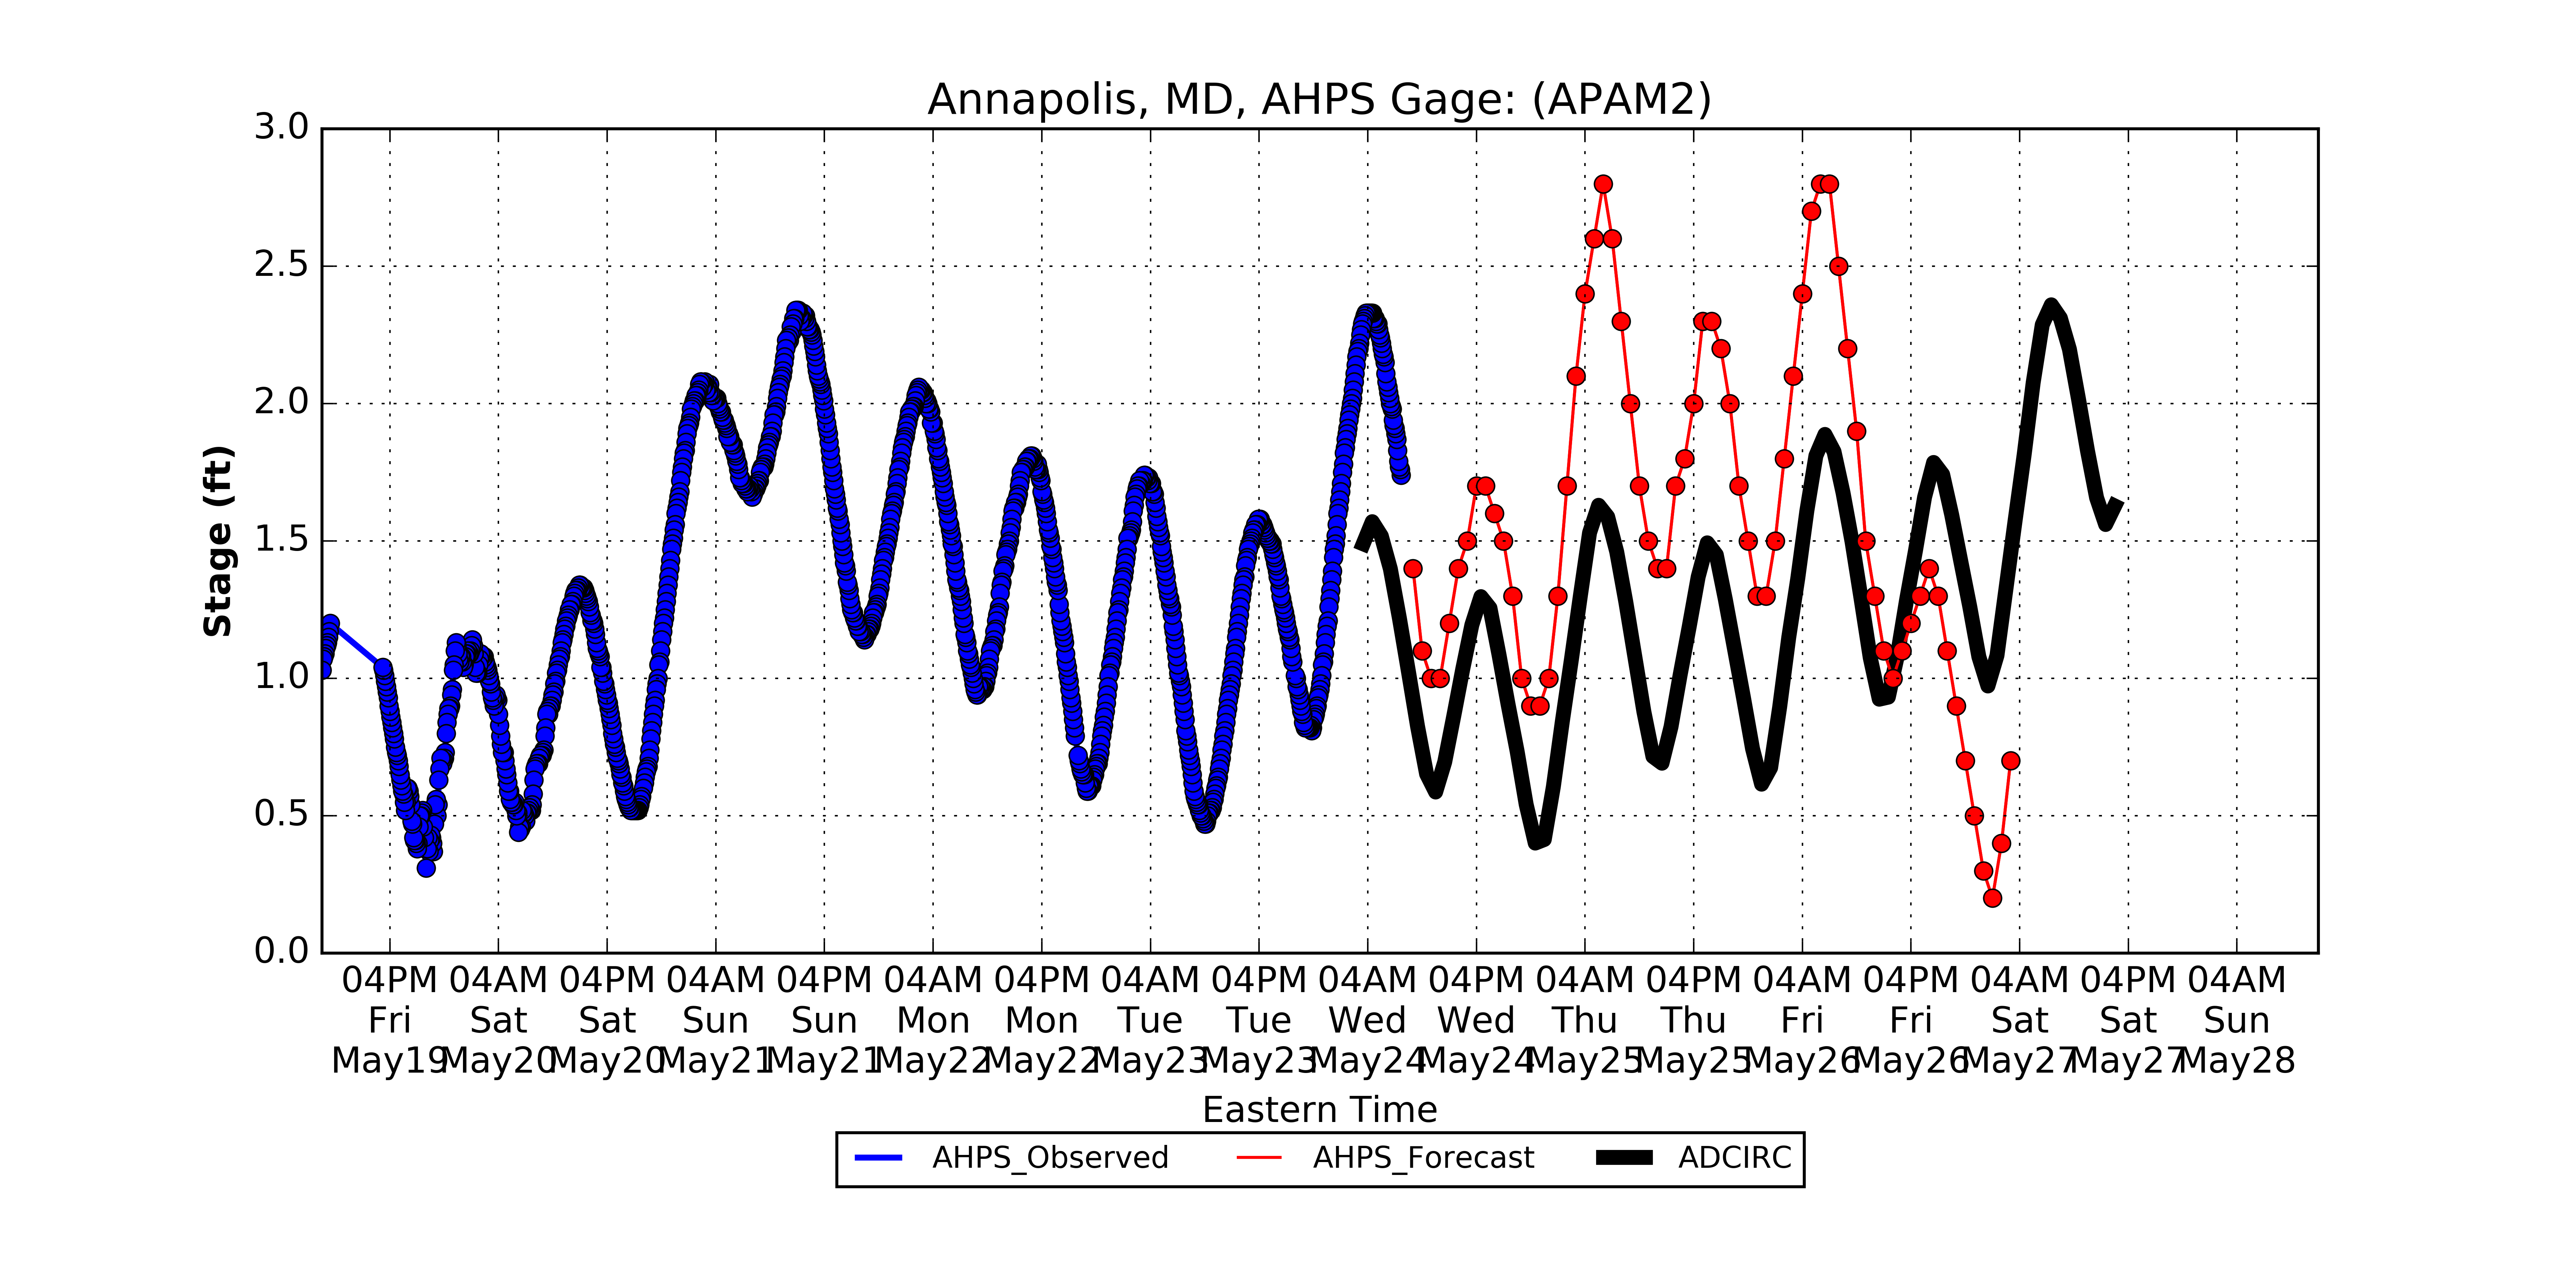 Annapolis, MD, AHPS Gage: (APAM2)
3.0
2.5
2.0
1.5
1.0
0.5
0.0
Stage (ft)
04PM 04AM 04PM 04AM 04PM 04AM 04PM 04AM 04PM 04AM 04PM 04AM 04PM 04AM 04PM 04AM 04PM 04AM
Fri Sat Sat Sun Sun Mon Mon Tue Tue Wed Wed Thu Thu Fri Fri Sat Sat Sun
May19 May20 May20 May21 May21 May22 May22 May23 May23 May24 May24 May25 May25 May26 May26 May27 May27 May28
Eastern Time
AHPS_Observed AHPS_Forecast ADCIRC